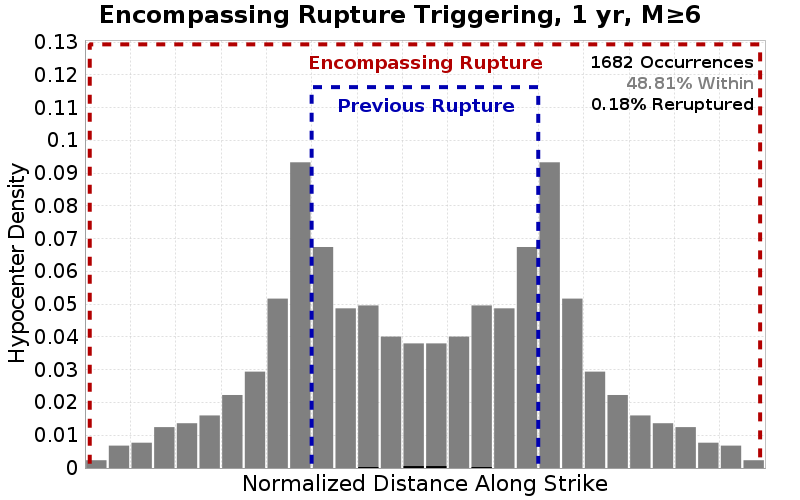 Encompassing Rupture Triggering, 1 yr, M≥6
0.13
0.12
0.11
0.1
0.09
0.08
0.07
0.06
0.05
0.04
0.03
0.02
0.01
0
Hypocenter Density
Encompassing Rupture
Previous Rupture
1682 Occurrences
48.81% Within
0.18% Reruptured
Normalized Distance Along Strike